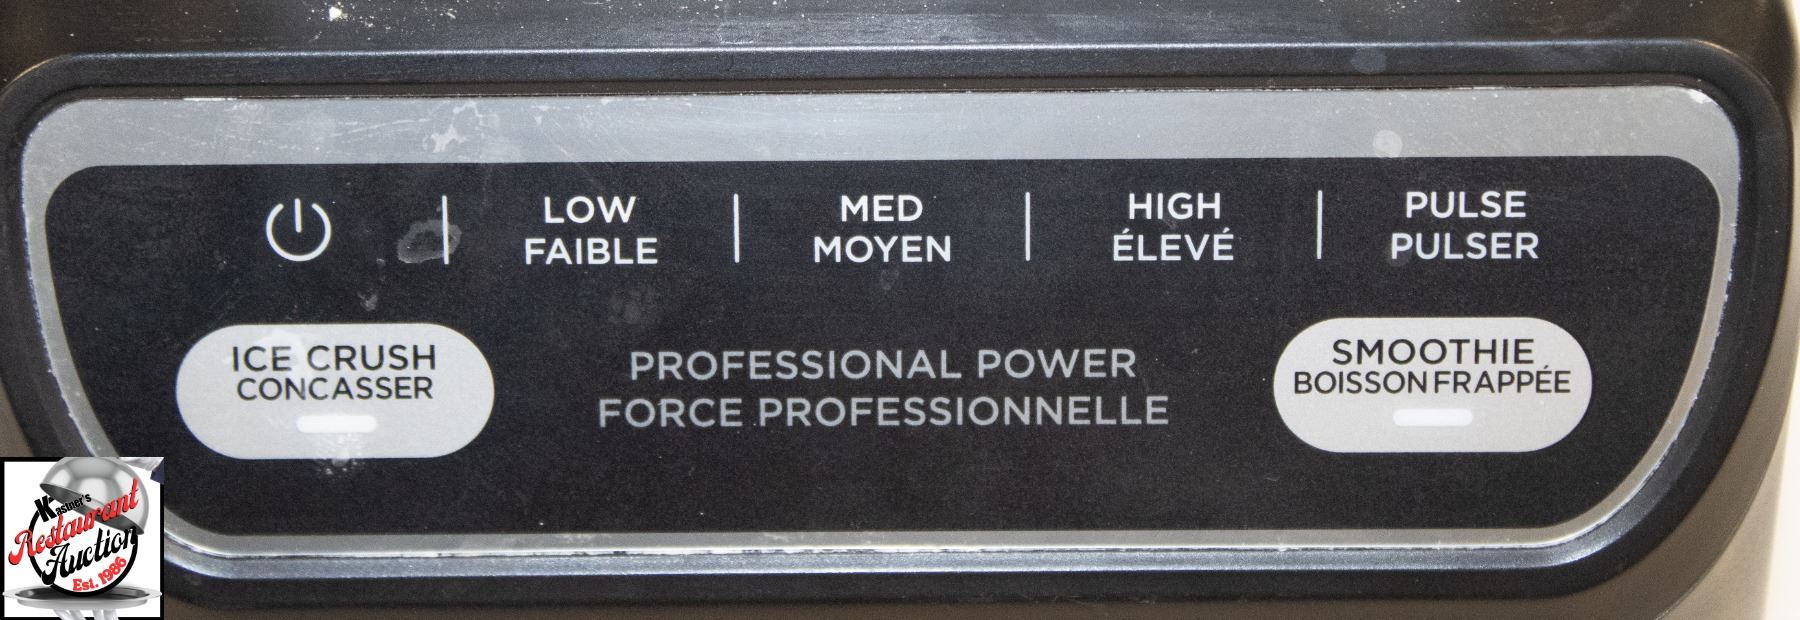 LOW
FAIBLE
MED
MOYEN
HIGH
ÉLEVÉ
PULSE
PULSER
ICE CRUSH
CONCASSER
PROFESSIONAL POWER
FORCE PROFESSIONNELLE
SMOOTHIE
BOISSON FRAPPÉE
Kastner's
Restaurant
Auction
Est. 1986